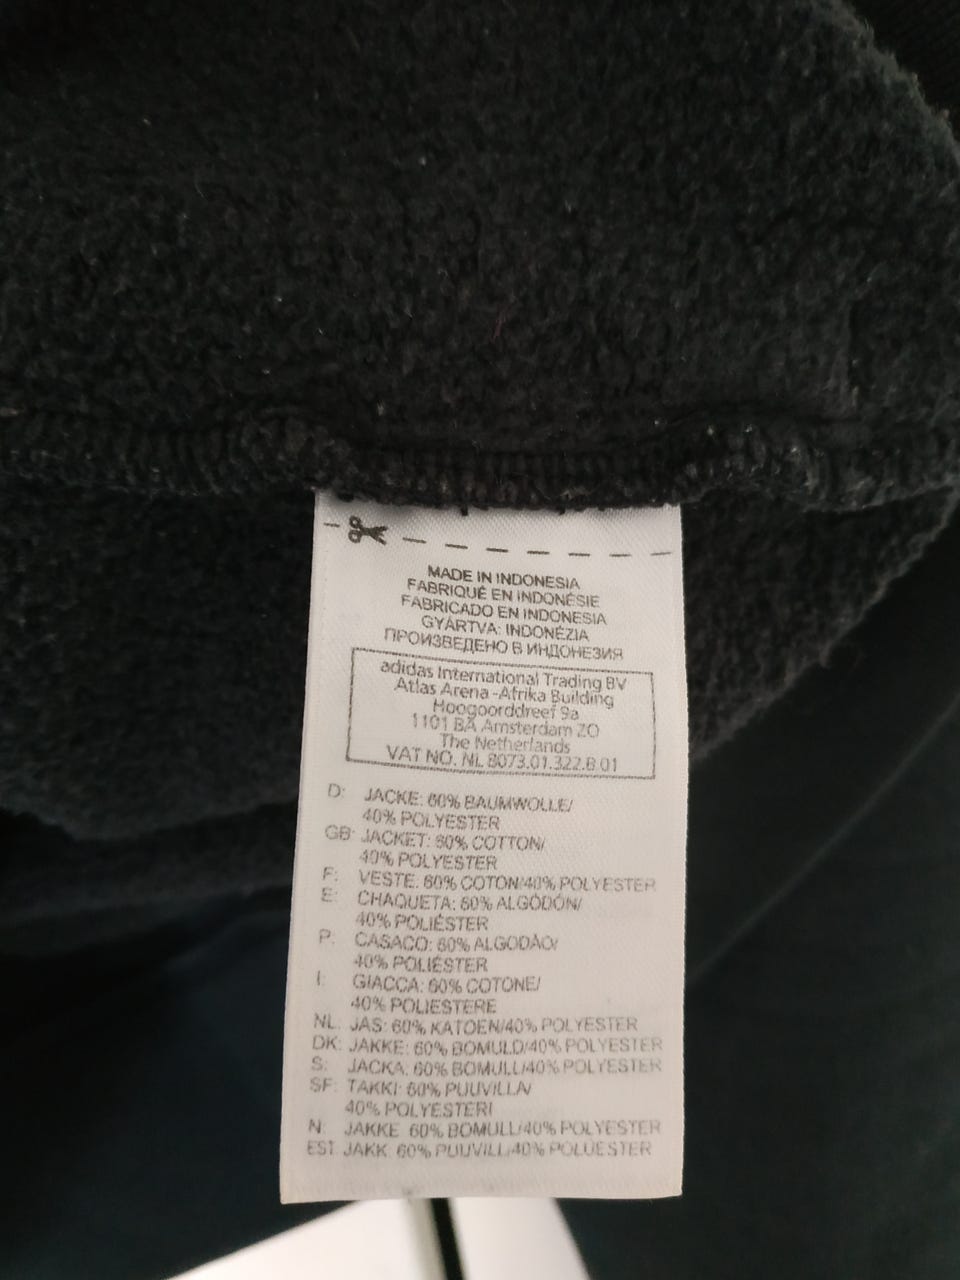 MADE IN INDONESIA
FABRIQUÉ EN INDONÉSIE
FABRICADO EN INDONESIA
GYÁRTVA: INDONÉZIA
ПРОИЗВЕДЕНО В ИНДОНЕЗИЯ
adidas International Trading BV
Atlas Arena -Afrika Building
Hoogoorddreef 9a
1101 BA Amsterdam ZO
The Netherlands
VAT NO. NL 8073.01.322.B.01
D: JACKE: 60% BAUMWOLLE/
40% POLYESTER
GB: JACKET: 60% COTTON/
40% POLYESTER
F: VESTE: 60% COTON/40% POLYESTER
E: CHAQUETA: 60% ALGODÓN/
40% POLIÉSTER
P: CASACO: 60% ALGODÃO/
40% POLIÉSTER
I: GIACCA: 60% COTONE/
40% POLIESTERE
NL: JAS: 60% KATOEN/40% POLYESTER
DK: JAKKE: 60% BOMULD/40% POLYESTER
S: JACKA: 60% BOMULL/40% POLYESTER
SF: TAKKI: 60% PUUVILLA/
40% POLYESTERI
N: JAKKE: 60% BOMULL/40% POLYESTER
EST: JAKK: 60% PUUVILL/40% POLÜESTER